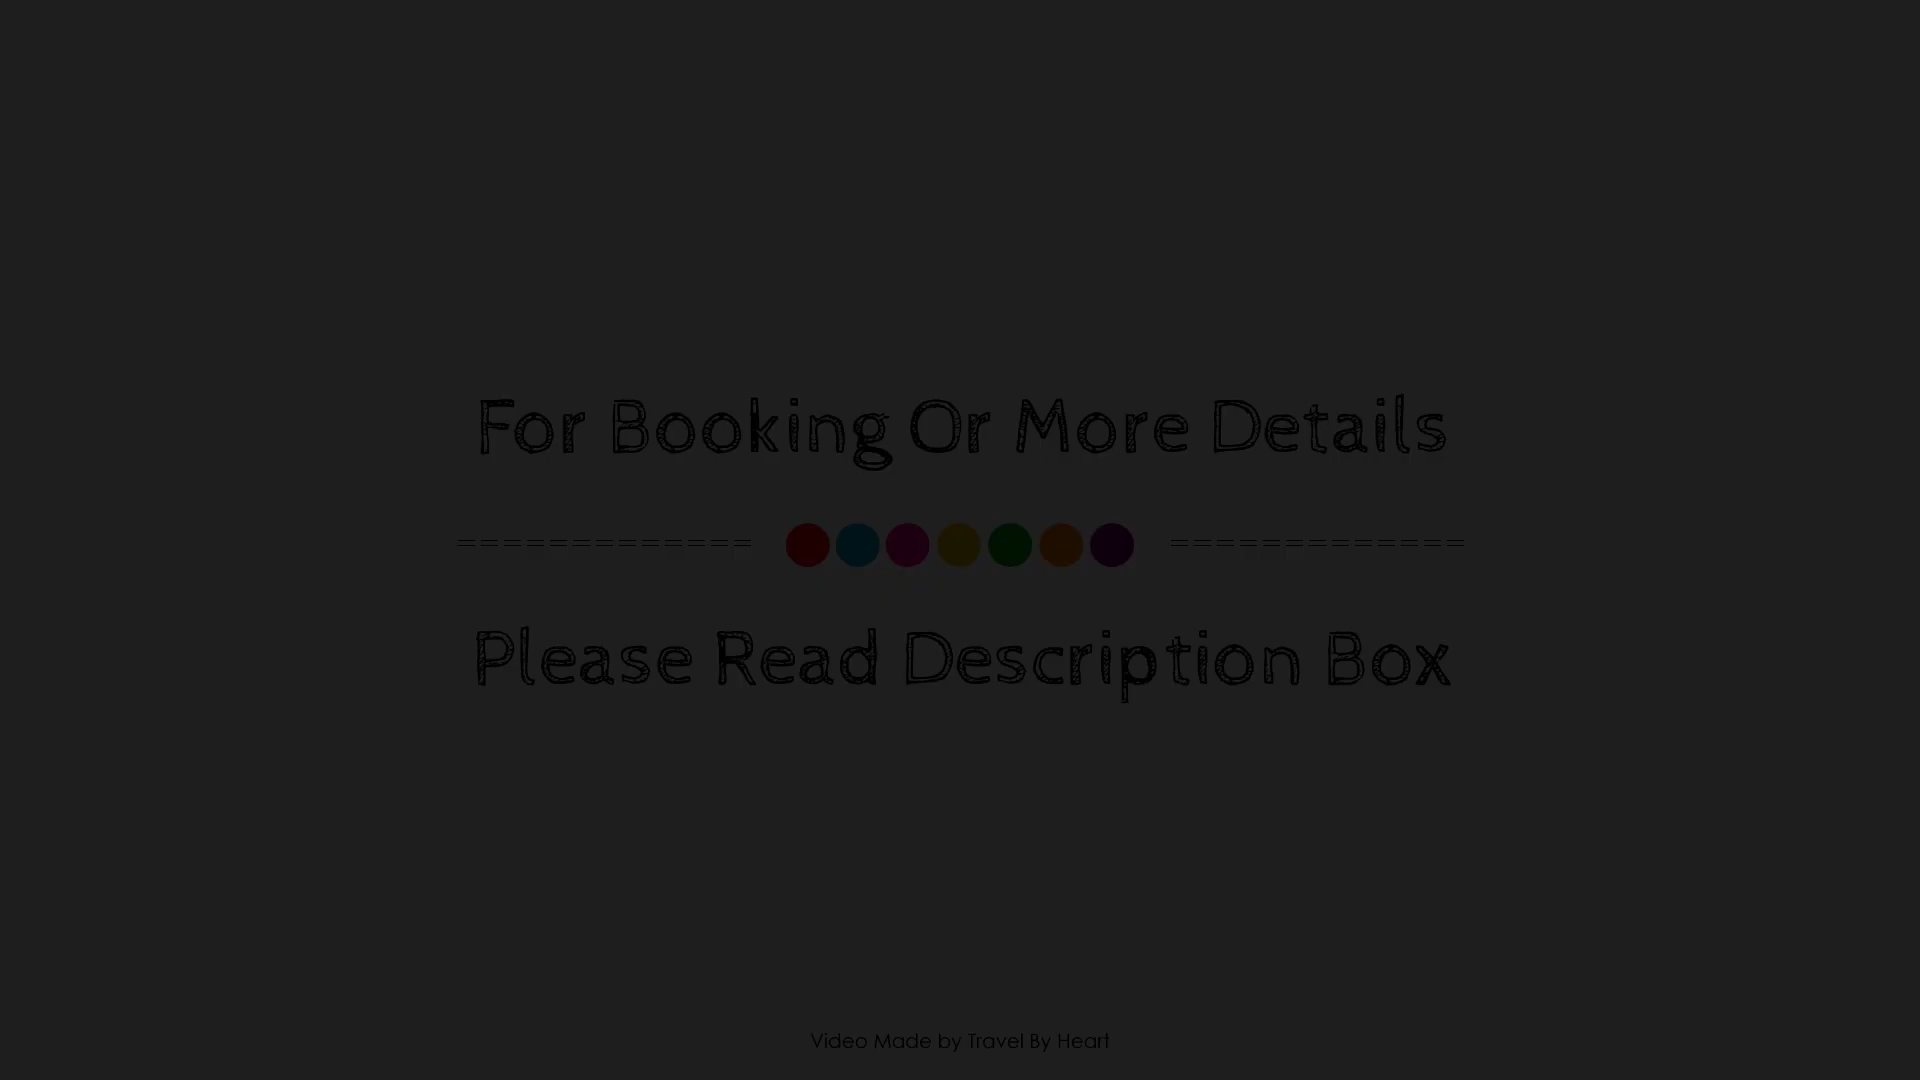 For Booking Or More Details
============= =============
Please Read Description Box
Video Made by Travel By Heart